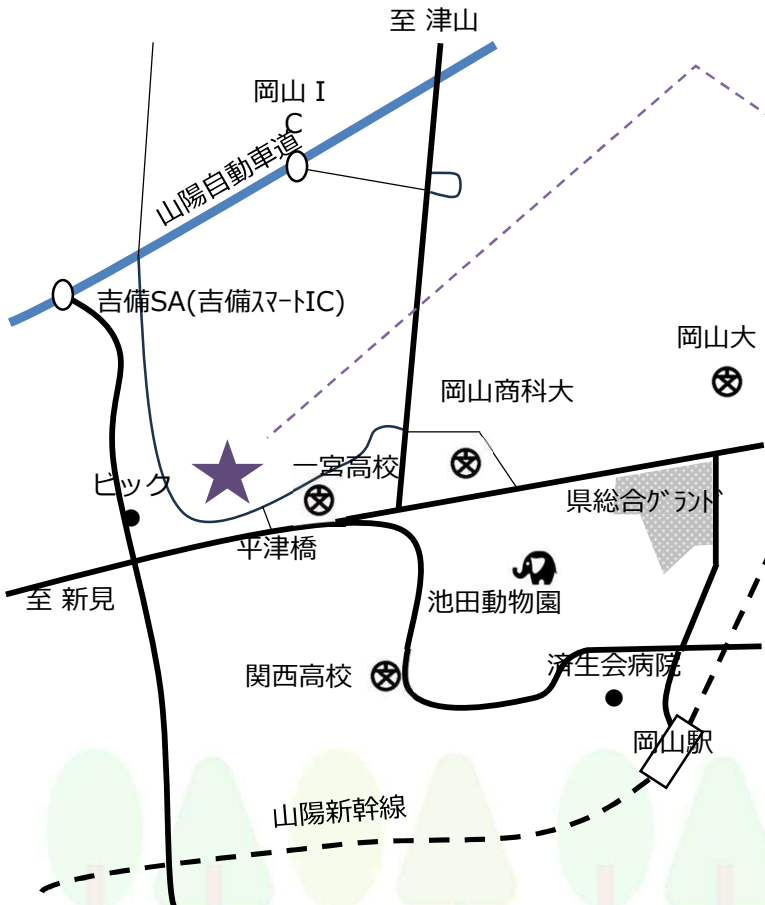 至 津山
岡山 I
C
山陽自動車道
吉備SA(吉備ｽﾏｰﾄIC)
岡山大
岡山商科大
一宮高校
ビック
県総合ｸﾞﾗﾝﾄﾞ
平津橋
至 新見
池田動物園
関西高校
済生会病院
岡山駅
山陽新幹線